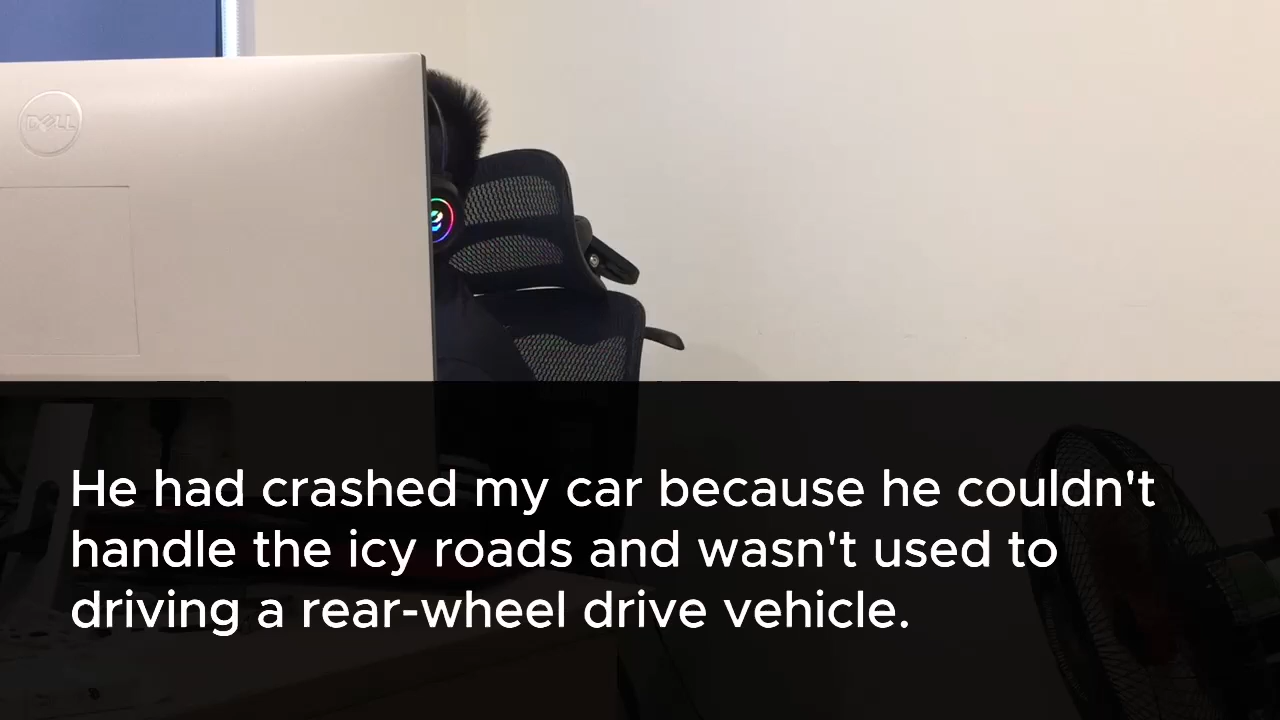 DELL
He had crashed my car because he couldn't
handle the icy roads and wasn't used to
driving a rear-wheel drive vehicle.